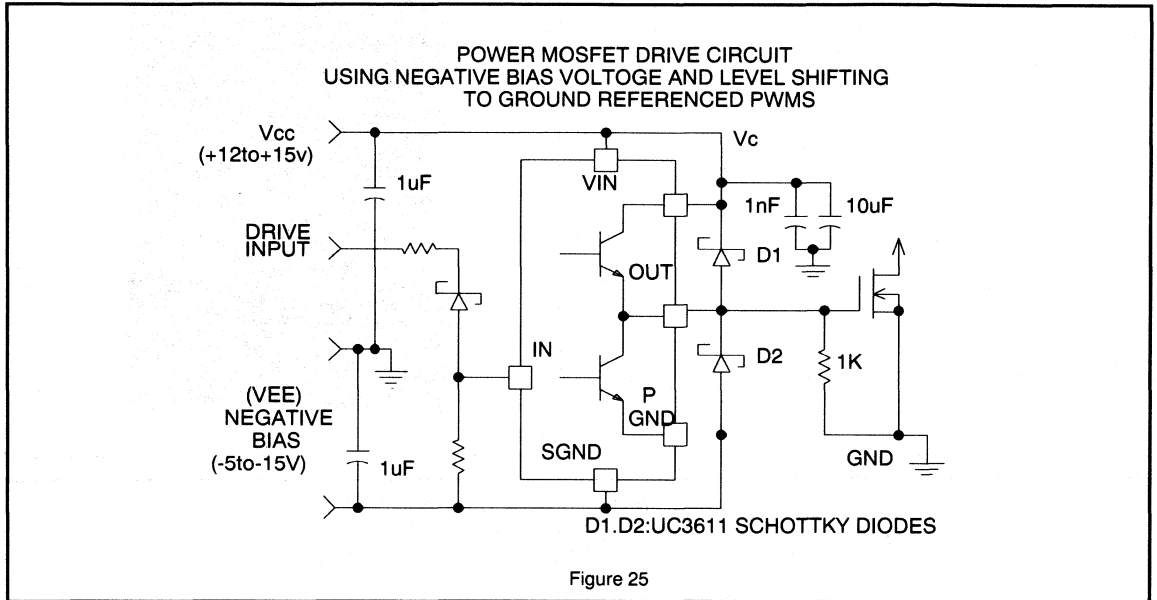 POWER MOSFET DRIVE CIRCUIT
USING NEGATIVE BIAS VOLTOGE AND LEVEL SHIFTING
TO GROUND REFERENCED PWMS
Vcc
(+12to+15v)
Vc
VIN
1uF
1nF
10uF
DRIVE
INPUT
D1
OUT
IN
D2
1K
(VEE)
NEGATIVE
BIAS
(-5to-15V)
P
GND
SGND
GND
1uF
D1.D2:UC3611 SCHOTTKY DIODES
Figure 25